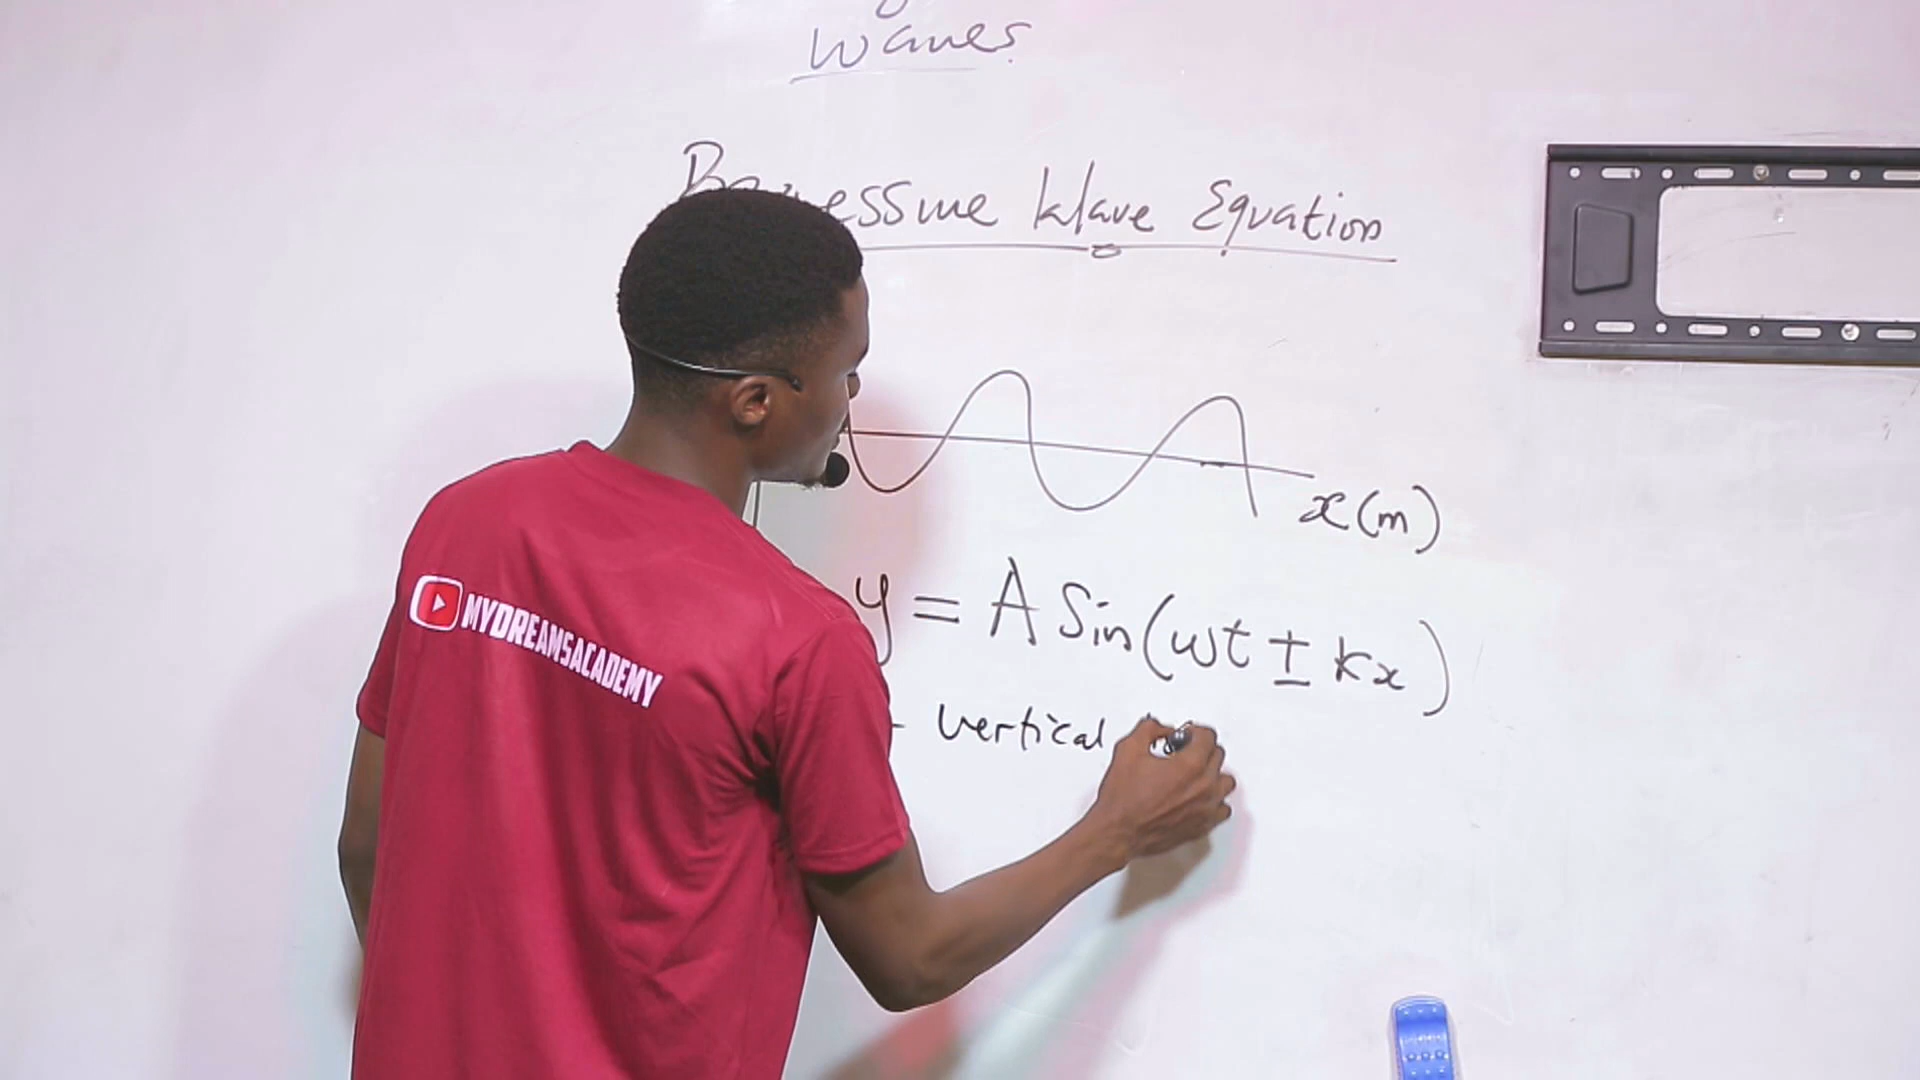 waves
Progressive Wave Equation
x(m)
y = A Sin(ωt ± kx)
- vertical
MYDREAMSACADEMY